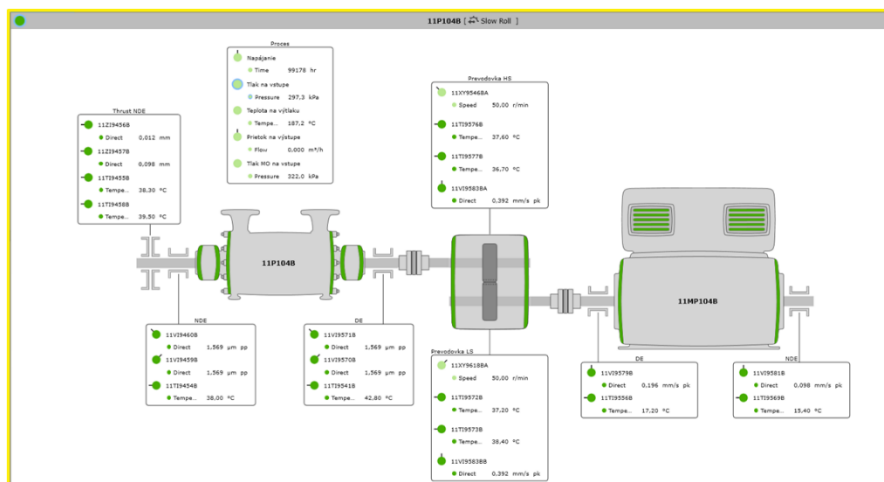 11P104B [ Slow Roll ]
Proces
Napájanie
Time 99178 hr
Tlak na vstupe
Pressure 297.3 kPa
Teplota na výtlaku
Tempe.. 187,2 °C
Prietok na výstupe
Flow 0.000 m³/h
Tlak MO na vstupe
Pressure 322.0 kPa
Thrust NDE
11ZI9456B
Direct 0,012 mm
11ZI9457B
Direct 0,098 mm
11TI9455B
Tempe.. 38,30 °C
11TI9458B
Tempe.. 39,50 °C
Prevodovka HS
11XY9546BA
Speed 50,00 r/min
11TI9576B
Tempe.. 37,60 °C
11TI9577B
Tempe.. 36,70 °C
11VI9583BA
Direct 0.392 mm/s pk
11P104B
11MP104B
NDE
11VI9460B
Direct 1,569 µm pp
11VI9459B
Direct 1,569 µm pp
11TI9454B
Tempe.. 38,00 °C
DE
11VI9571B
Direct 1,569 µm pp
11VI9570B
Direct 1,569 µm pp
11TI9541B
Tempe.. 42,80 °C
Prevodovka LS
11XY9618BA
Speed 50,00 r/min
11TI9572B
Tempe.. 37,20 °C
11TI9573B
Tempe.. 38,40 °C
11VI9583BB
Direct 0.392 mm/s pk
DE
11VI9579B
Direct 0,196 mm/s pk
11TI9556B
Tempe.. 17,20 °C
NDE
11VI9581B
Direct 0.098 mm/s pk
11TI9569B
Tempe.. 15,40 °C